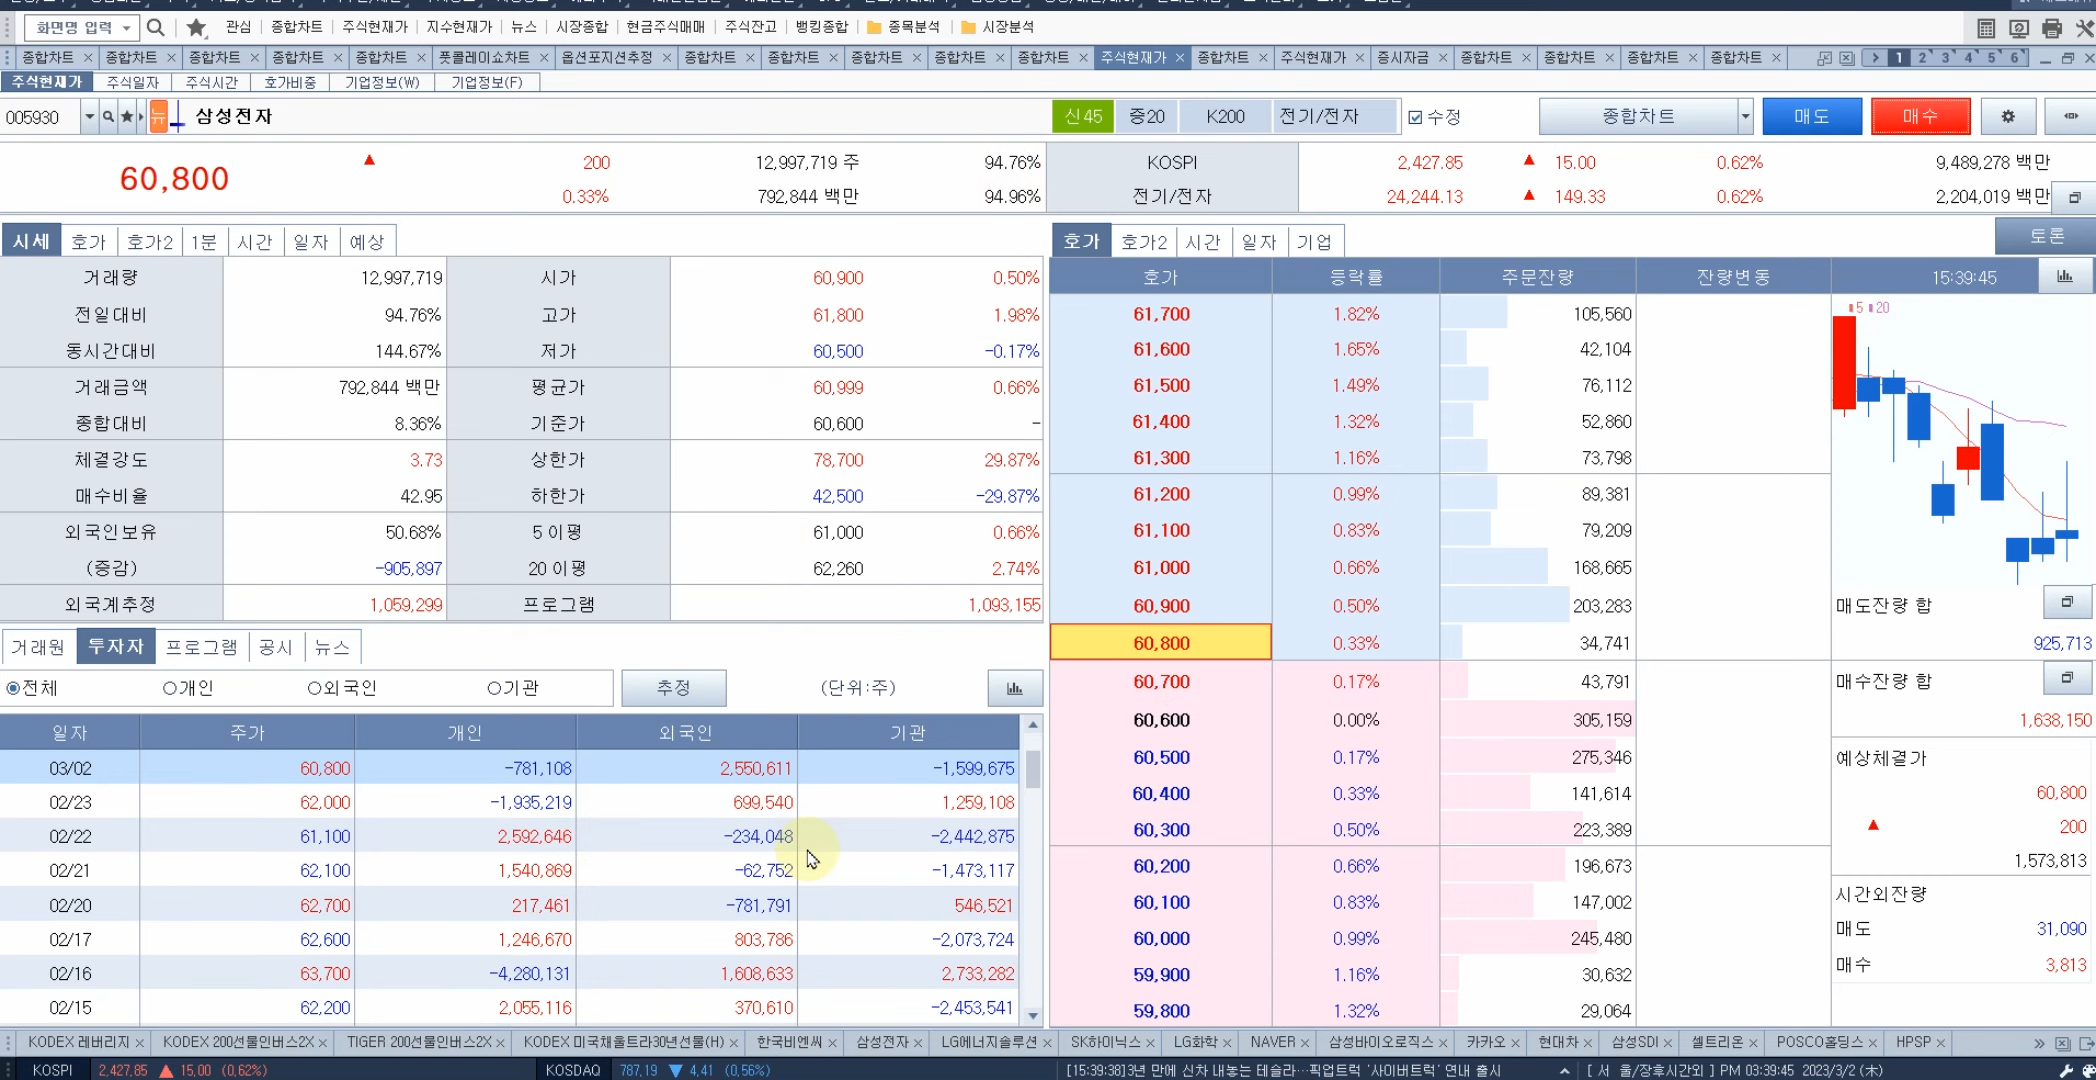 화면명 입력 관심 종합차트 주식현재가 지수현재가 뉴스 시장종합 현금주식매매 주식잔고 뱅킹종합 종목분석 시장분석
종합차트 종합차트 종합차트 종합차트 종합차트 풋콜레이쇼차트 옵션포지션추정 종합차트 종합차트 종합차트 종합차트 종합차트 주식현재가 종합차트 주식현재가 증시자금 종합차트 종합차트 종합차트 종합차트 1 2 3 4 5 6
주식현재가 주식일자 주식시간 호가비중 기업정보(W) 기업정보(F)
005930 뉴 삼성전자 신45 증20 K200 전기/전자 수정 종합차트 매도 매수
60,800 ▲ 200 12,997,719 주 94.76% KOSPI 2,427.85 ▲ 15.00 0.62% 9,489,278 백만
0.33% 792,844 백만 94.96% 전기/전자 24,244.13 ▲ 149.33 0.62% 2,204,019 백만
토론
시세 호가 호가2 1분 시간 일자 예상
호가 호가2 시간 일자 기업
거래량 12,997,719 시가 60,900 0.50%
전일대비 94.76% 고가 61,800 1.98%
동시간대비 144.67% 저가 60,500 -0.17%
거래금액 792,844 백만 평균가 60,999 0.66%
종합대비 8.36% 기준가 60,600 -
체결강도 3.73 상한가 78,700 29.87%
매수비율 42.95 하한가 42,500 -29.87%
외국인보유 50.68% 5 이평 61,000 0.66%
(증감) -905,897 20 이평 62,260 2.74%
외국계추정 1,059,299 프로그램 1,093,155
거래원 투자자 프로그램 공시 뉴스
전체 개인 외국인 기관 추정 (단위:주)
일자 주가 개인 외국인 기관
03/02 60,800 -781,108 2,550,611 -1,599,675
02/23 62,000 -1,935,219 699,540 1,259,108
02/22 61,100 2,592,646 -234,048 -2,442,875
02/21 62,100 1,540,869 -62,752 -1,473,117
02/20 62,700 217,461 -781,791 546,521
02/17 62,600 1,246,670 803,786 -2,073,724
02/16 63,700 -4,280,131 1,608,633 2,733,282
02/15 62,200 2,055,116 370,610 -2,453,541
호가 등락률 주문잔량 잔량변동 15:39:45
61,700 1.82% 105,560
61,600 1.65% 42,104
61,500 1.49% 76,112
61,400 1.32% 52,860
61,300 1.16% 73,798
61,200 0.99% 89,381
61,100 0.83% 79,209
61,000 0.66% 168,665
60,900 0.50% 203,283
60,800 0.33% 34,741
60,700 0.17% 43,791
60,600 0.00% 305,159
60,500 0.17% 275,346
60,400 0.33% 141,614
60,300 0.50% 223,389
60,200 0.66% 196,673
60,100 0.83% 147,002
60,000 0.99% 245,480
59,900 1.16% 30,632
59,800 1.32% 29,064
5 20
매도잔량 합
925,713
매수잔량 합
1,638,150
예상체결가
60,800
▲ 200
1,573,813
시간외잔량
매도 31,090
매수 3,813
KODEX 레버리지 KODEX 200선물인버스2X TIGER 200선물인버스2X KODEX 미국채울트라30년선물(H) 한국비엔씨 삼성전자 LG에너지솔루션 SK하이닉스 LG화학 NAVER 삼성바이오로직스 카카오 현대차 삼성SDI 셀트리온 POSCO홀딩스 HPSP
KOSPI 2,427.85 ▲ 15.00 (0.62%) KOSDAQ 787.19 ▼ 4.41 (0.56%) [15:39:38]3년 만에 신차 내놓는 테슬라…픽업트럭 '사이버트럭' 연내 출시 [ 서 울/장후시간외 ] PM 03:39:45 2023/3/2 (木)